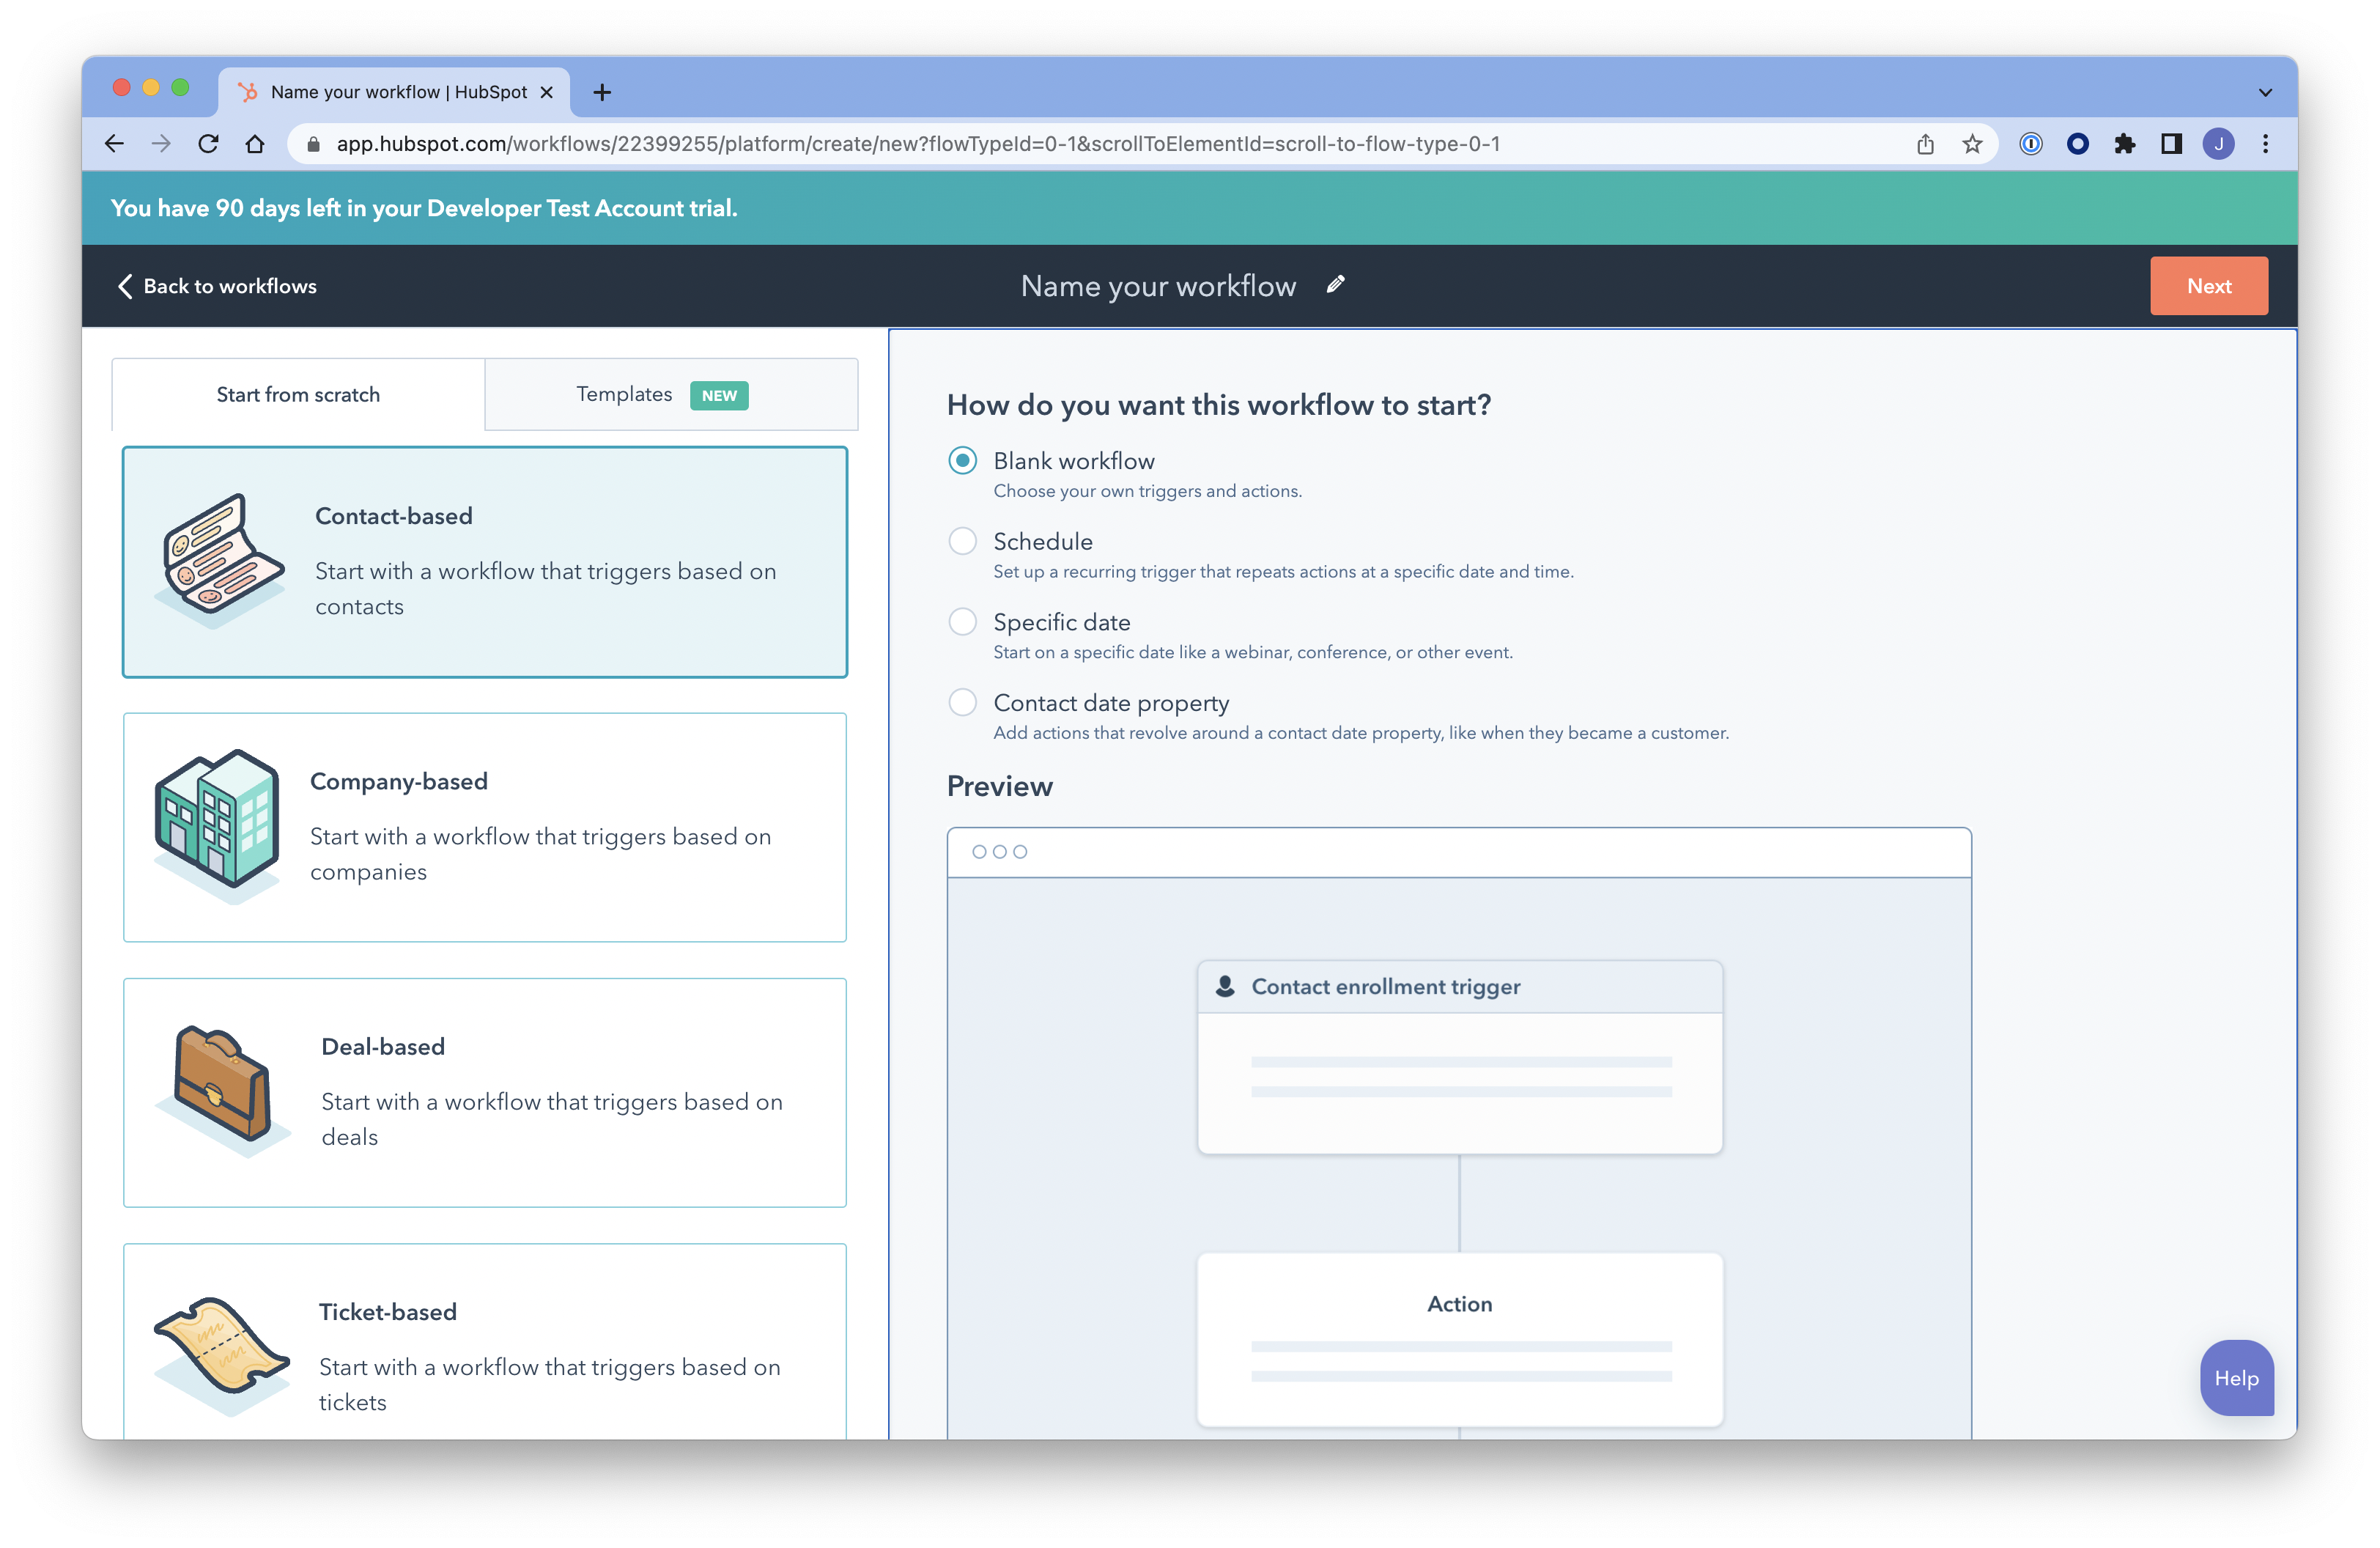 Name your workflow | HubSpot
app.hubspot.com/workflows/22399255/platform/create/new?flowTypeId=0-1&scrollToElementId=scroll-to-flow-type-0-1
J
You have 90 days left in your Developer Test Account trial.
Back to workflows
Name your workflow
Next
Start from scratch
Templates NEW
Contact-based
Start with a workflow that triggers based on
contacts
Company-based
Start with a workflow that triggers based on
companies
Deal-based
Start with a workflow that triggers based on
deals
Ticket-based
Start with a workflow that triggers based on
tickets
How do you want this workflow to start?
Blank workflow
Choose your own triggers and actions.
Schedule
Set up a recurring trigger that repeats actions at a specific date and time.
Specific date
Start on a specific date like a webinar, conference, or other event.
Contact date property
Add actions that revolve around a contact date property, like when they became a customer.
Preview
Contact enrollment trigger
Action
Help